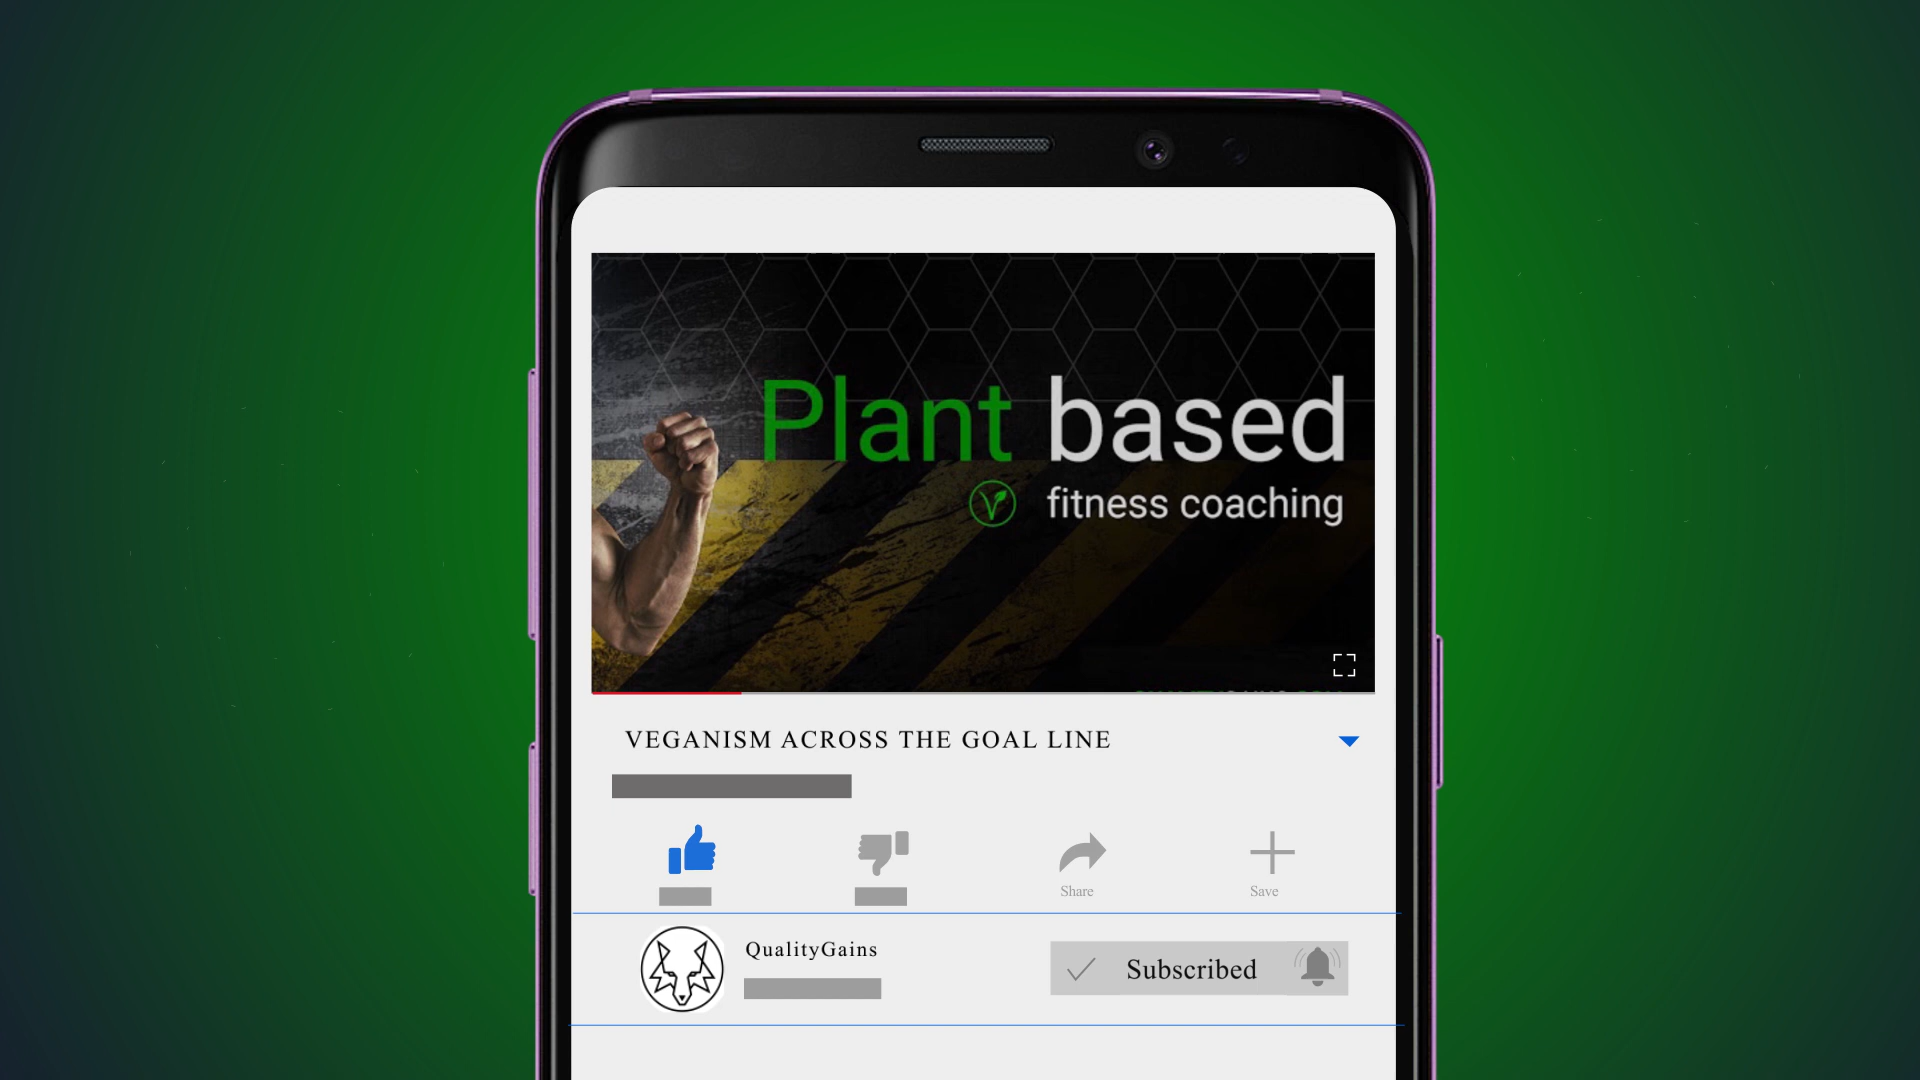 Plant based
fitness coaching
VEGANISM ACROSS THE GOAL LINE
Share
Save
QualityGains
Subscribed